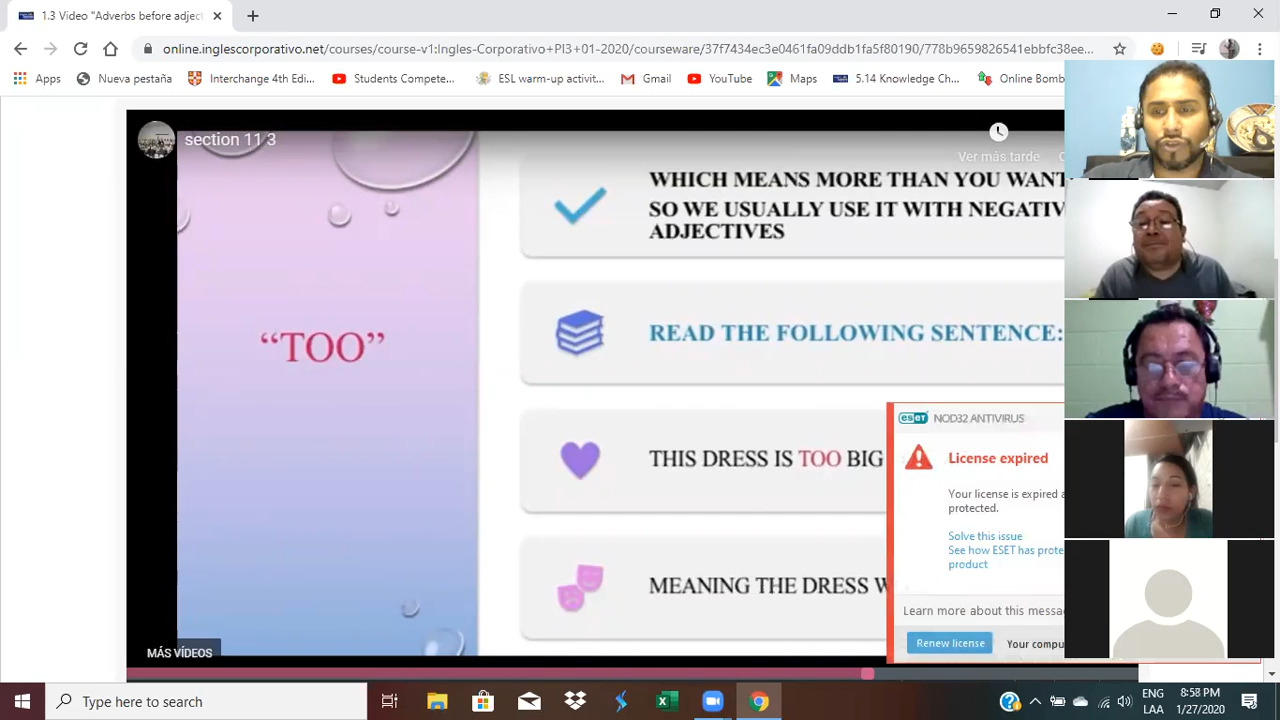 1.3 Video "Adverbs before adject
online.inglescorporativo.net/courses/course-v1:Ingles-Corporativo+PI3+01-2020/courseware/37f7434ec3e0461fa09ddb1fa5f80190/778b9659826541ebbfc38ee...
Apps
Nueva pestaña
Interchange 4th Edi...
Students Compete...
ESL warm-up activit...
Gmail
YouTube
Maps
5.14 Knowledge Ch...
Online Bomb
section 11 3
Ver más tarde
WHICH MEANS MORE THAN YOU WANT
SO WE USUALLY USE IT WITH NEGATIV
ADJECTIVES
"TOO"
READ THE FOLLOWING SENTENCE:
THIS DRESS IS TOO BIG
MEANING THE DRESS W
MÁS VÍDEOS
eset NOD32 ANTIVIRUS
License expired
Your license is expired a
protected.
Solve this issue
See how ESET has prote
product
Learn more about this messa
Renew license
Your compu
Type here to search
ENG
LAA
8:58 PM
1/27/2020